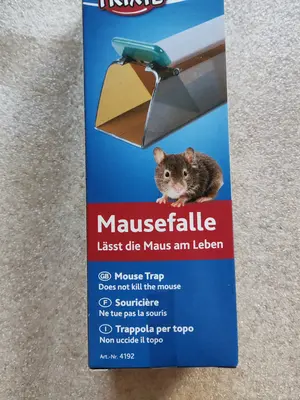 TRIXIE
Mausefalle
Lässt die Maus am Leben
GB Mouse Trap
Does not kill the mouse
F Souricière
Ne tue pas la souris
I Trappola per topo
Non uccide il topo
Art.-Nr. 4192